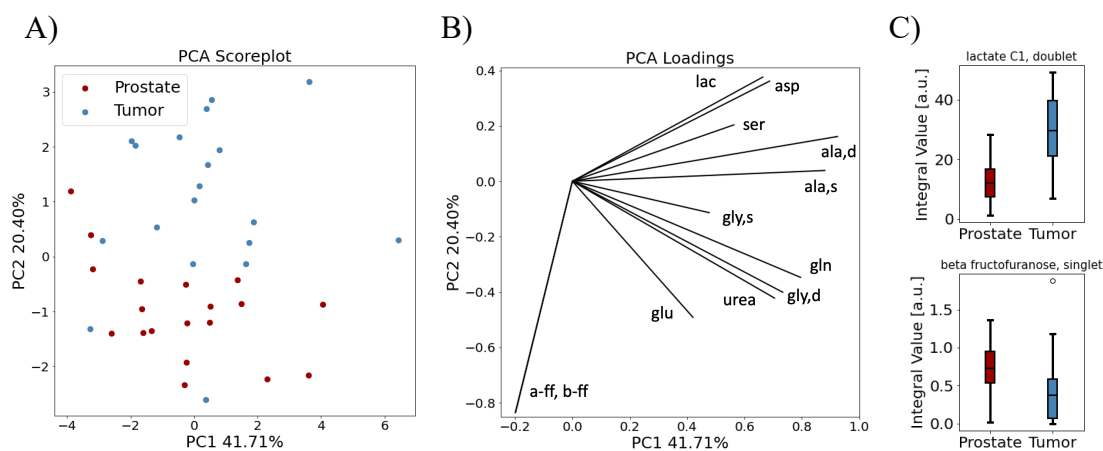 A)
PCA Scoreplot
Prostate
Tumor
3
2
1
0
−1
−2
−4
−2
0
2
4
6
PC2 20.40%
PC1 41.71%
B)
PCA Loadings
0.4
0.2
0.0
−0.2
−0.4
−0.6
−0.8
−0.2
0.0
0.2
0.4
0.6
0.8
1.0
PC2 20.40%
PC1 41.71%
lac
asp
ser
ala,d
ala,s
gly,s
gln
gly,d
urea
glu
a-ff, b-ff
C)
lactate C1, doublet
Integral Value [a.u.]
40
20
0
Prostate Tumor
beta fructofuranose, singlet
Integral Value [a.u.]
1.5
1.0
0.5
0.0
Prostate Tumor